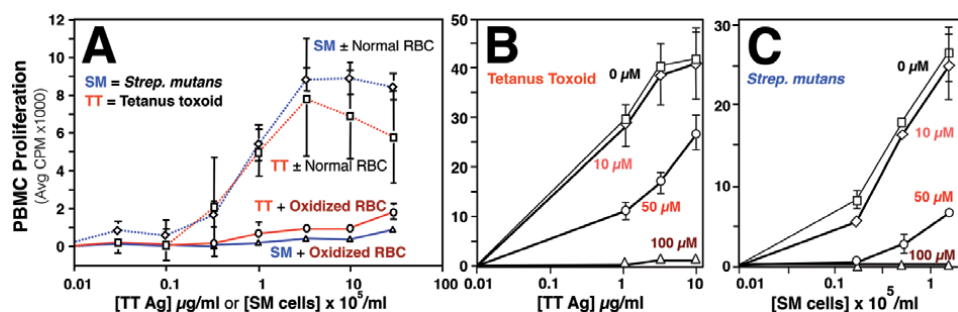 A
PBMC Proliferation
(Avg CPM x1000)
12
10
8
6
4
2
0
SM ± Normal RBC
SM = Strep. mutans
TT = Tetanus toxoid
TT ± Normal RBC
TT + Oxidized RBC
SM + Oxidized RBC
0.01
0.1
1
10
100
[TT Ag] µg/ml or [SM cells] x 10⁵/ml
B
50
40
30
20
10
0
Tetanus Toxoid
0 µM
10 µM
50 µM
100 µM
0.01
0.1
1
10
[TT Ag] µg/ml
C
Strep. mutans
30
20
10
0
0 µM
10 µM
50 µM
100 µM
0.01
0.1
1
[SM cells] x 10⁵/ml